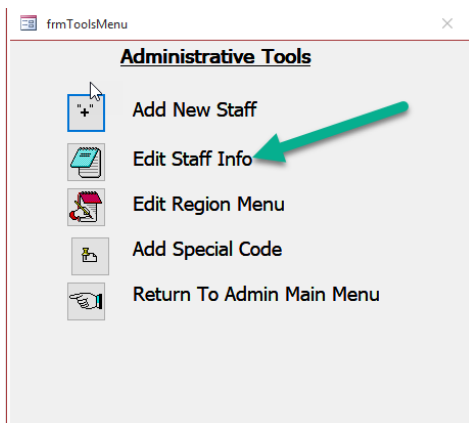 frmToolsMenu
Administrative Tools
"+" Add New Staff
Edit Staff Info
Edit Region Menu
Add Special Code
Return To Admin Main Menu